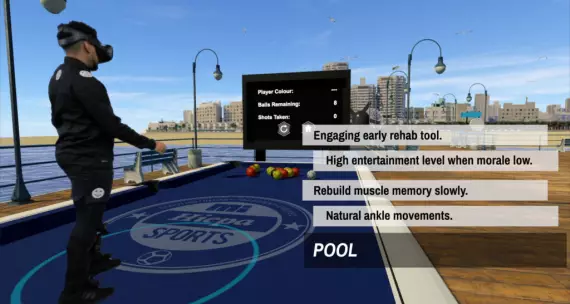 Player Colour: ---
Balls Remaining: 8
Shots Taken: 0
Engaging early rehab tool.
High entertainment level when morale low.
Rebuild muscle memory slowly.
Natural ankle movements.
POOL
SPORTS